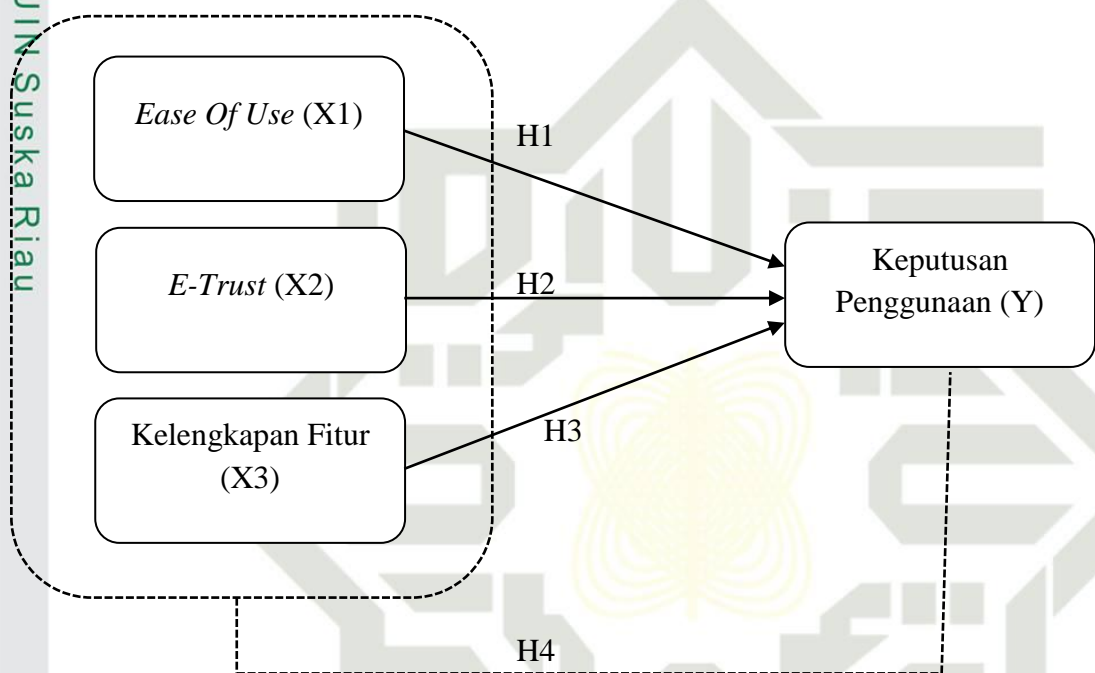 UIN Suska Riau
Ease Of Use (X1)
H1
E-Trust (X2)
H2
Keputusan
Penggunaan (Y)
Kelengkapan Fitur
(X3)
H3
H4